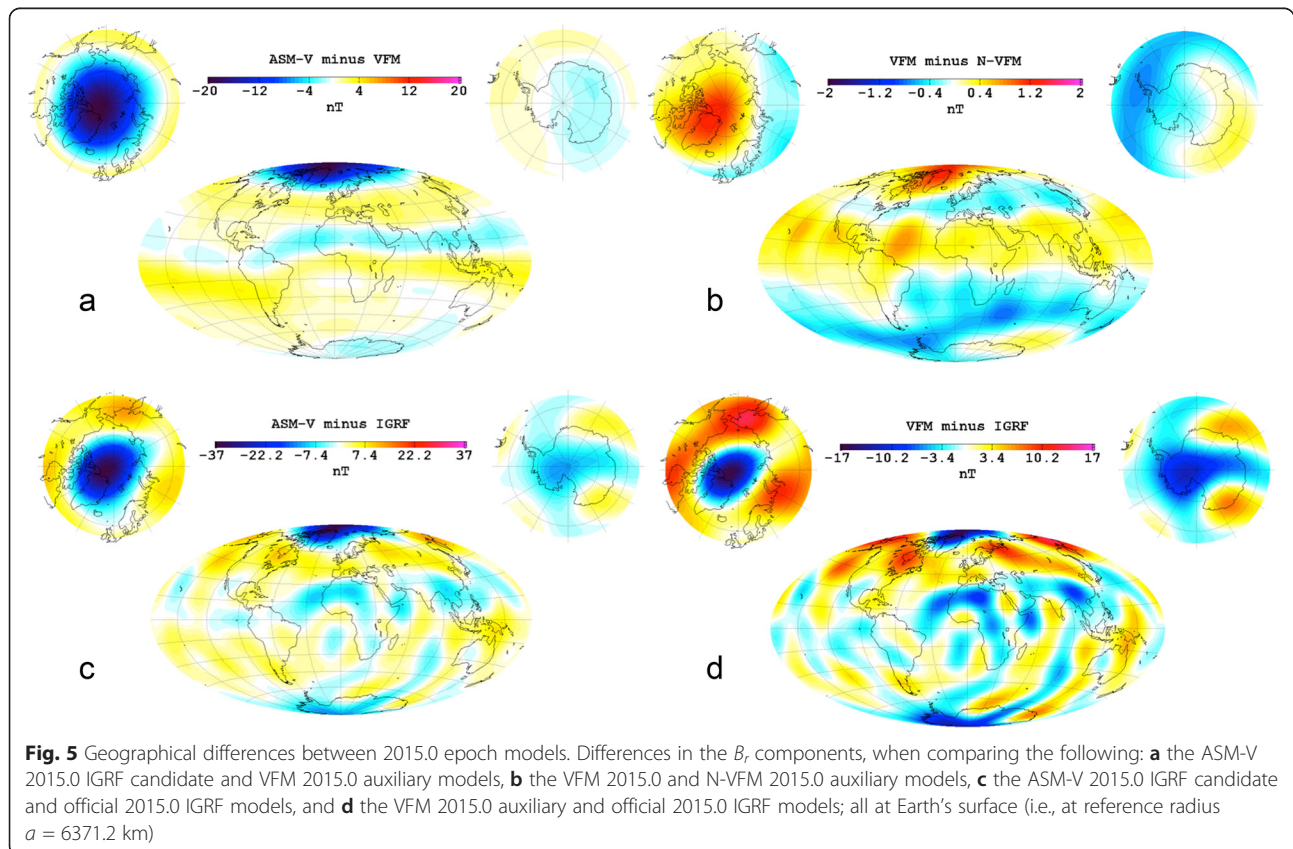 ASM-V minus VFM
-20 -12 -4 4 12 20
nT
a
VFM minus N-VFM
-2 -1.2 -0.4 0.4 1.2 2
nT
b
ASM-V minus IGRF
-37 -22.2 -7.4 7.4 22.2 37
nT
c
VFM minus IGRF
-17 -10.2 -3.4 3.4 10.2 17
nT
d
Fig. 5 Geographical differences between 2015.0 epoch models. Differences in the Br components, when comparing the following: a the ASM-V
2015.0 IGRF candidate and VFM 2015.0 auxiliary models, b the VFM 2015.0 and N-VFM 2015.0 auxiliary models, c the ASM-V 2015.0 IGRF candidate
and official 2015.0 IGRF models, and d the VFM 2015.0 auxiliary and official 2015.0 IGRF models; all at Earth's surface (i.e., at reference radius
a = 6371.2 km)